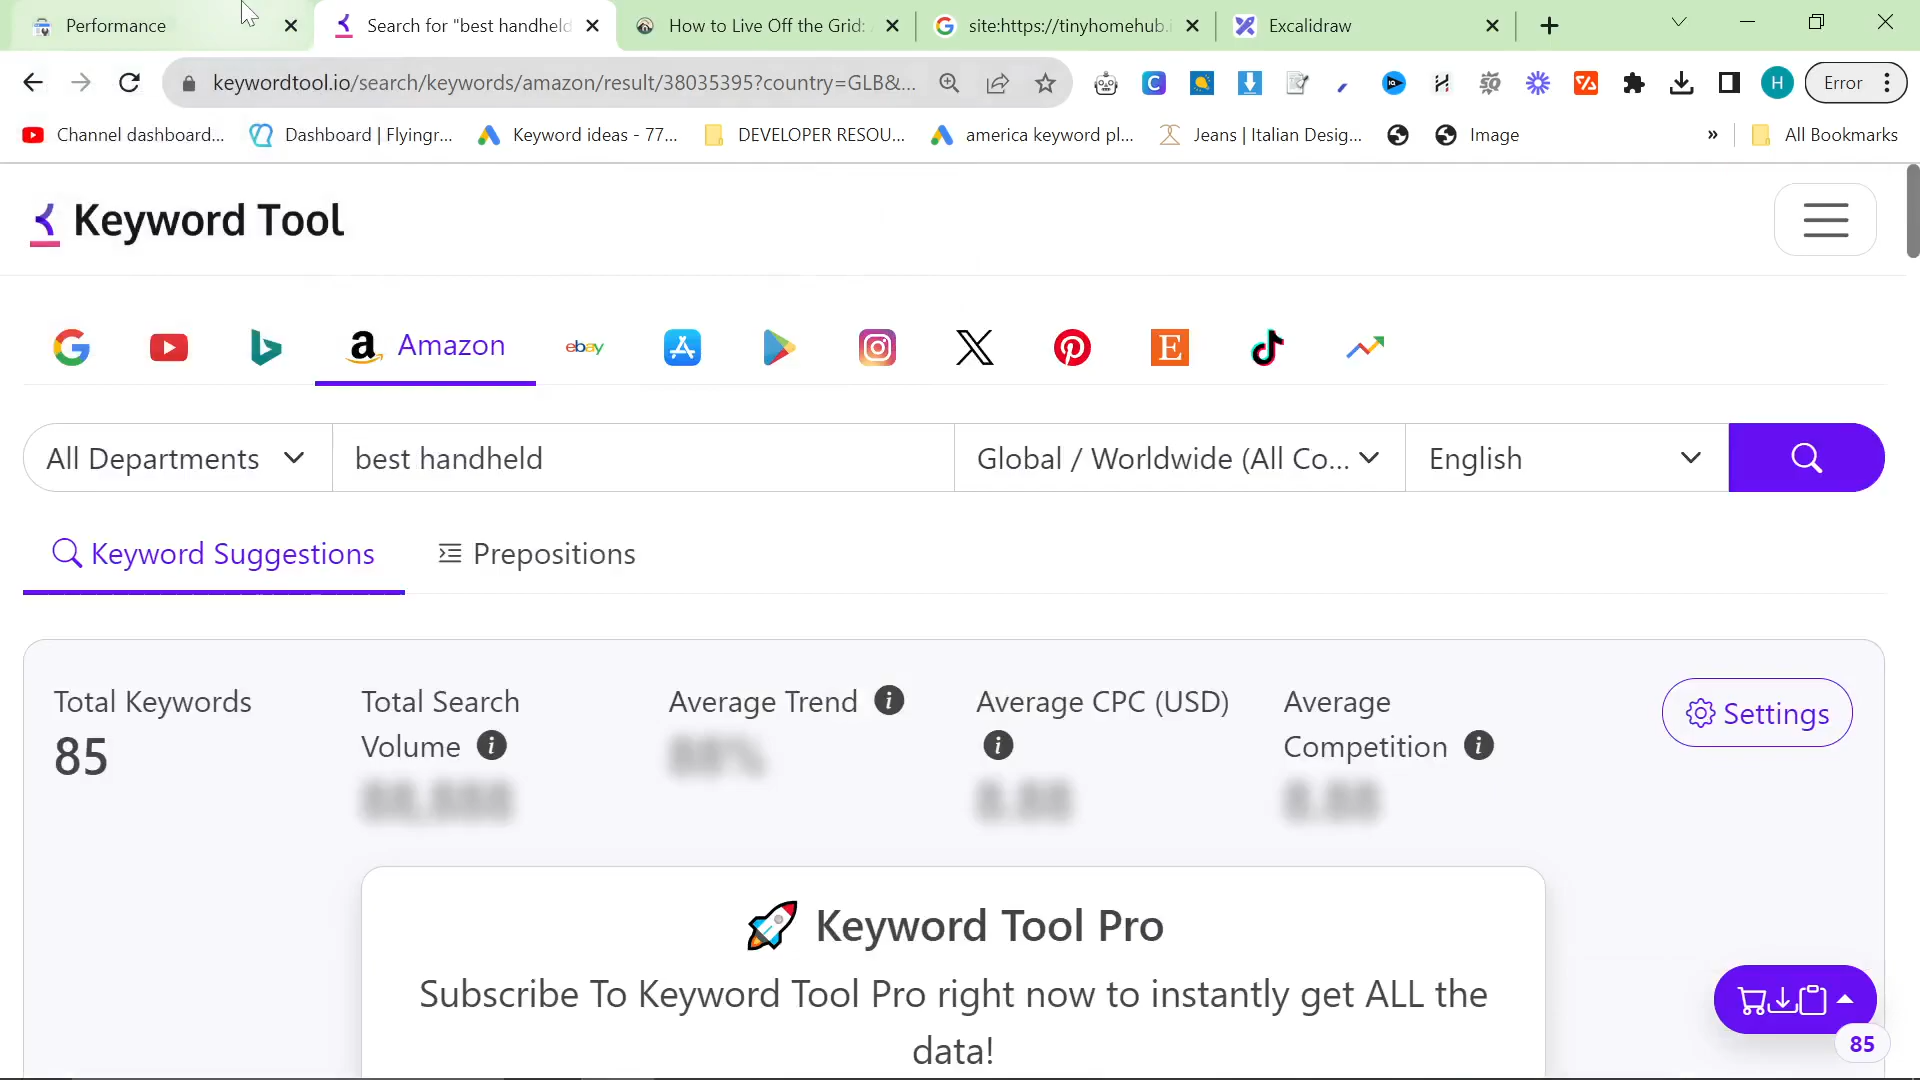 Performance
Search for "best handheld
How to Live Off the Grid:
site:https://tinyhomehub.i
Excalidraw
keywordtool.io/search/keywords/amazon/result/38035395?country=GLB&...
H
Error
Channel dashboard...
Dashboard | Flyingr...
Keyword ideas - 77...
DEVELOPER RESOU...
america keyword pl...
Jeans | Italian Desig...
Image
»
All Bookmarks
Keyword Tool
Amazon
ebay
All Departments
best handheld
Global / Worldwide (All Co...
English
Keyword Suggestions
Prepositions
Total Keywords
85
Total Search
Volume
Average Trend
Average CPC (USD)
Average
Competition
Settings
Keyword Tool Pro
Subscribe To Keyword Tool Pro right now to instantly get ALL the
data!
85